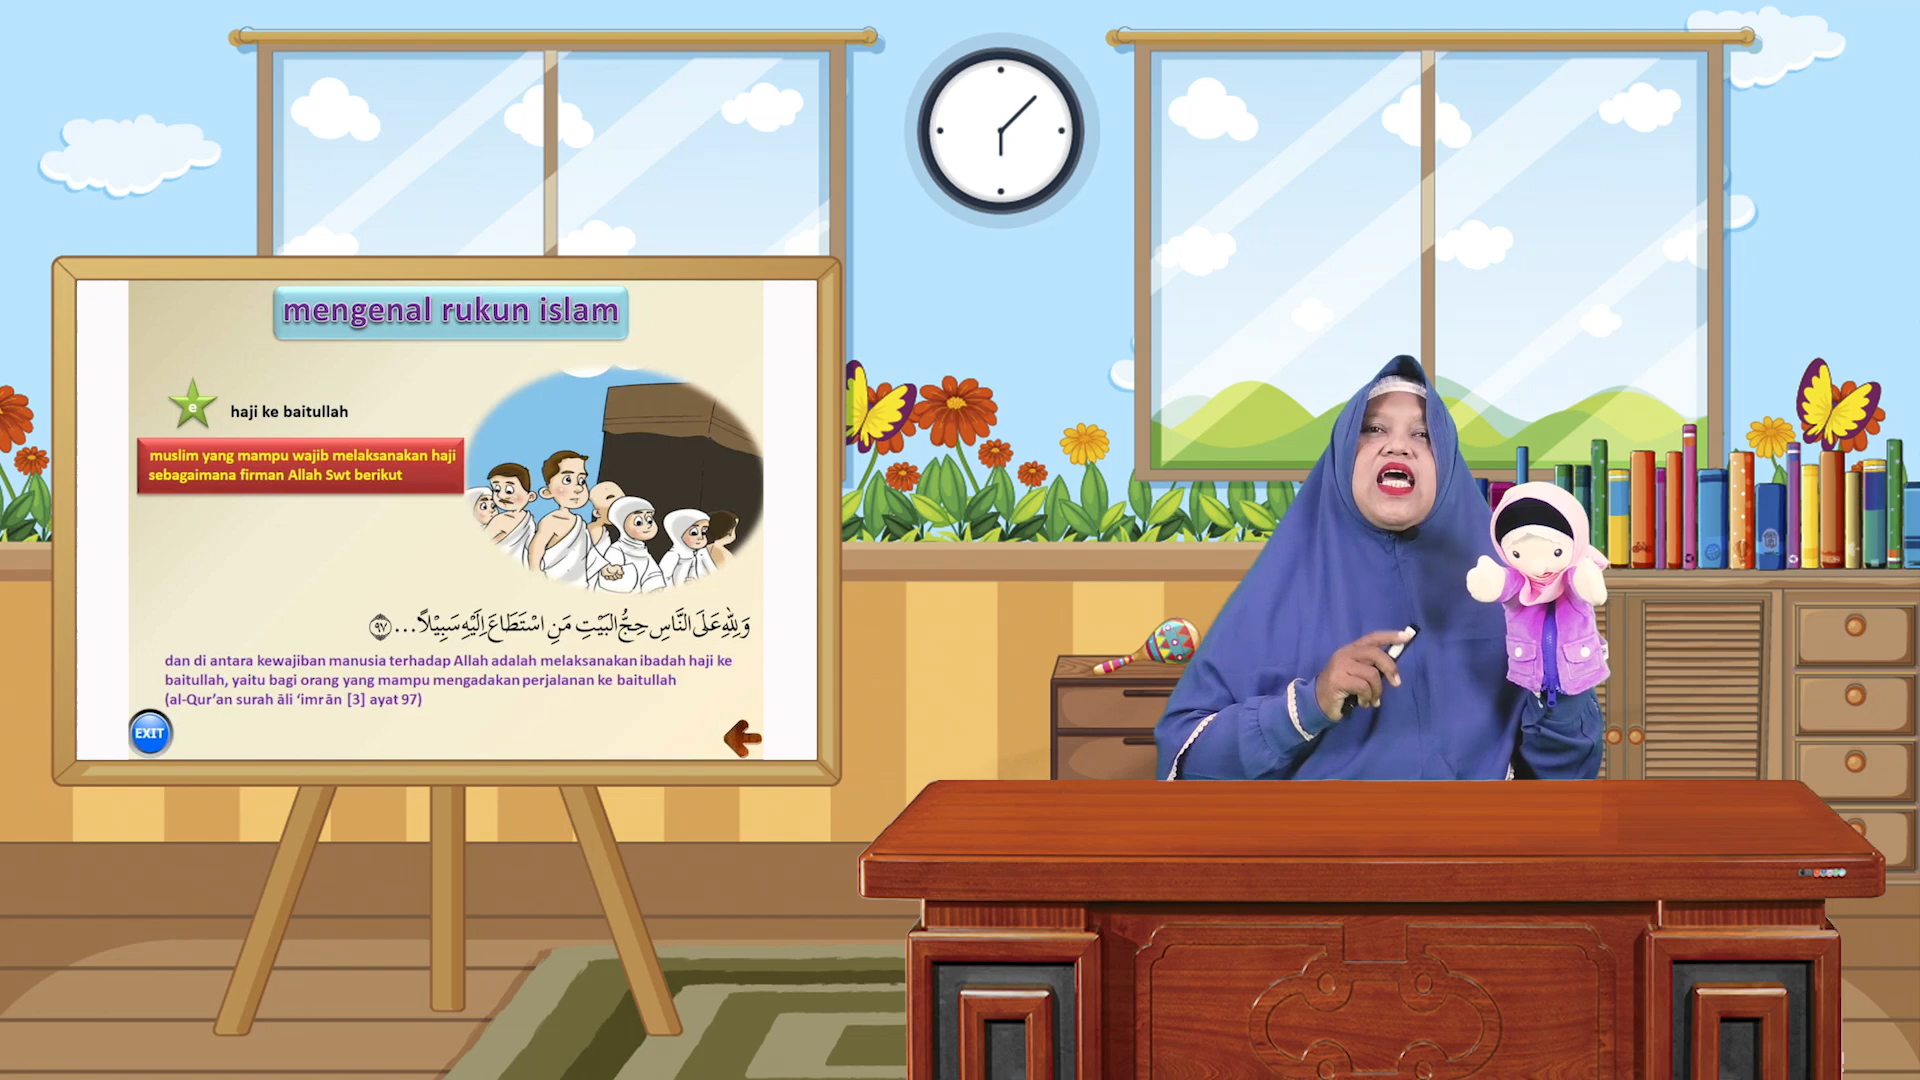 mengenal rukun islam
e
haji ke baitullah
muslim yang mampu wajib melaksanakan haji
sebagaimana firman Allah Swt berikut
وَلِلّٰهِ عَلَى النَّاسِ حِجُّ الْبَيْتِ مَنِ اسْتَطَاعَ اِلَيْهِ سَبِيْلًا... ٩٧
dan di antara kewajiban manusia terhadap Allah adalah melaksanakan ibadah haji ke
baitullah, yaitu bagi orang yang mampu mengadakan perjalanan ke baitullah
(al-Qur'an surah āli ‘imrān [3] ayat 97)
EXIT